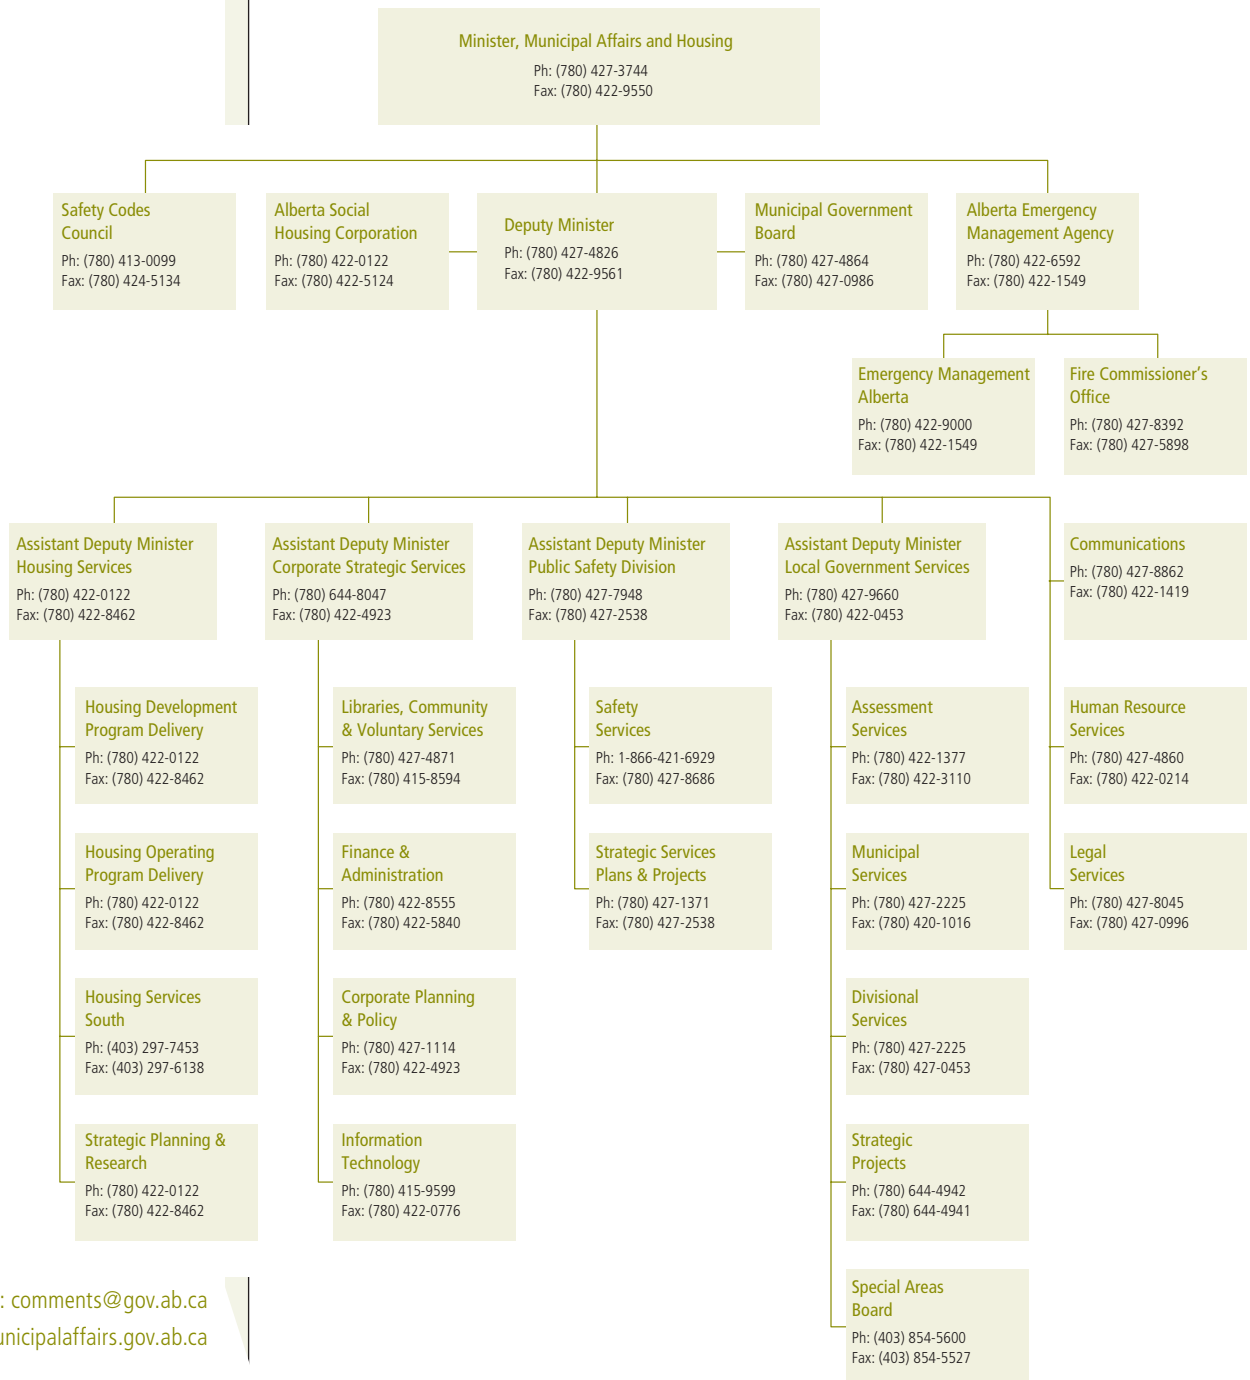 Minister, Municipal Affairs and Housing
Ph: (780) 427-3744
Fax: (780) 422-9550
Safety Codes
Council
Ph: (780) 413-0099
Fax: (780) 424-5134
Alberta Social
Housing Corporation
Ph: (780) 422-0122
Fax: (780) 422-5124
Deputy Minister
Ph: (780) 427-4826
Fax: (780) 422-9561
Municipal Government
Board
Ph: (780) 427-4864
Fax: (780) 427-0986
Alberta Emergency
Management Agency
Ph: (780) 422-6592
Fax: (780) 422-1549
Emergency Management
Alberta
Ph: (780) 422-9000
Fax: (780) 422-1549
Fire Commissioner's
Office
Ph: (780) 427-8392
Fax: (780) 427-5898
Assistant Deputy Minister
Housing Services
Ph: (780) 422-0122
Fax: (780) 422-8462
Housing Development
Program Delivery
Ph: (780) 422-0122
Fax: (780) 422-8462
Housing Operating
Program Delivery
Ph: (780) 422-0122
Fax: (780) 422-8462
Housing Services
South
Ph: (403) 297-7453
Fax: (403) 297-6138
Strategic Planning &
Research
Ph: (780) 422-0122
Fax: (780) 422-8462
Assistant Deputy Minister
Corporate Strategic Services
Ph: (780) 644-8047
Fax: (780) 422-4923
Libraries, Community
& Voluntary Services
Ph: (780) 427-4871
Fax: (780) 415-8594
Finance &
Administration
Ph: (780) 422-8555
Fax: (780) 422-5840
Corporate Planning
& Policy
Ph: (780) 427-1114
Fax: (780) 422-4923
Information
Technology
Ph: (780) 415-9599
Fax: (780) 422-0776
Assistant Deputy Minister
Public Safety Division
Ph: (780) 427-7948
Fax: (780) 427-2538
Safety
Services
Ph: 1-866-421-6929
Fax: (780) 427-8686
Strategic Services
Plans & Projects
Ph: (780) 427-1371
Fax: (780) 427-2538
Assistant Deputy Minister
Local Government Services
Ph: (780) 427-9660
Fax: (780) 422-0453
Assessment
Services
Ph: (780) 422-1377
Fax: (780) 422-3110
Municipal
Services
Ph: (780) 427-2225
Fax: (780) 420-1016
Divisional
Services
Ph: (780) 427-2225
Fax: (780) 427-0453
Strategic
Projects
Ph: (780) 644-4942
Fax: (780) 644-4941
Special Areas
Board
Ph: (403) 854-5600
Fax: (403) 854-5527
Communications
Ph: (780) 427-8862
Fax: (780) 422-1419
Human Resource
Services
Ph: (780) 427-4860
Fax: (780) 422-0214
Legal
Services
Ph: (780) 427-8045
Fax: (780) 427-0996
: comments@gov.ab.ca
unicipalaffairs.gov.ab.ca